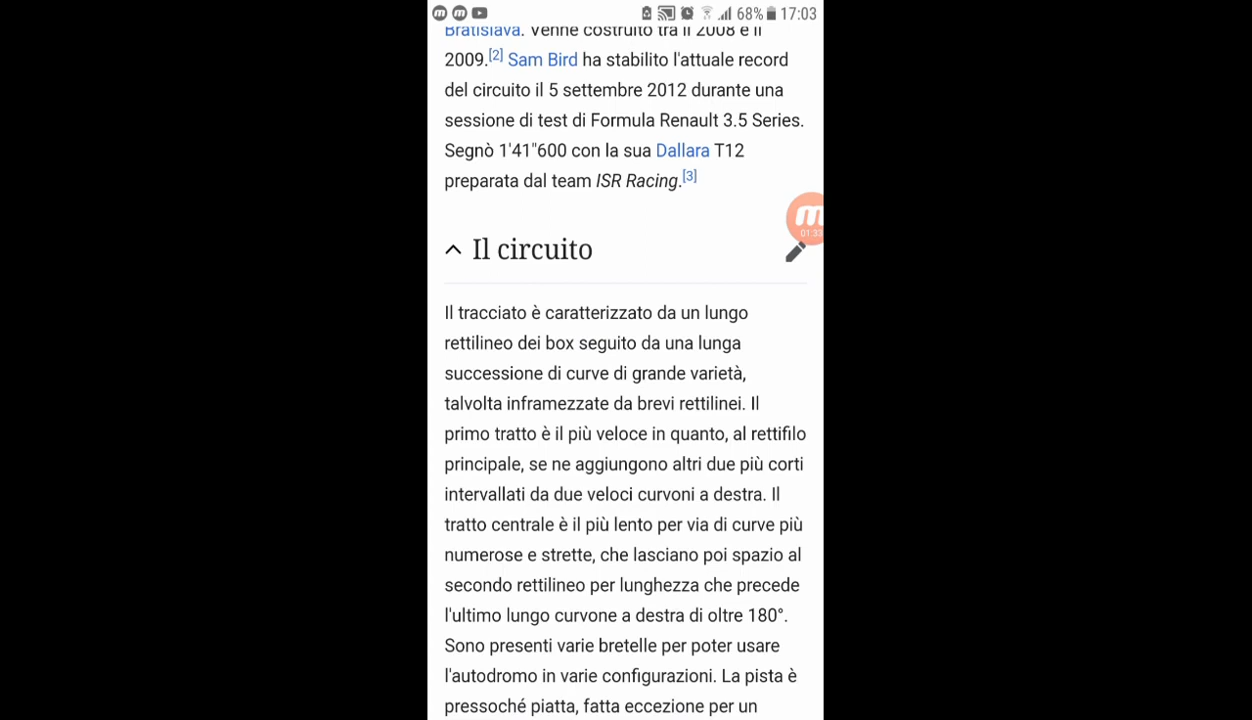 68% 17:03
Bratislava. Venne costruito tra il 2008 e il
2009.[2] Sam Bird ha stabilito l'attuale record
del circuito il 5 settembre 2012 durante una
sessione di test di Formula Renault 3.5 Series.
Segnò 1'41"600 con la sua Dallara T12
preparata dal team ISR Racing.[3]
01:33
Il circuito
Il tracciato è caratterizzato da un lungo
rettilineo dei box seguito da una lunga
successione di curve di grande varietà,
talvolta inframezzate da brevi rettilinei. Il
primo tratto è il più veloce in quanto, al rettifilo
principale, se ne aggiungono altri due più corti
intervallati da due veloci curvoni a destra. Il
tratto centrale è il più lento per via di curve più
numerose e strette, che lasciano poi spazio al
secondo rettilineo per lunghezza che precede
l'ultimo lungo curvone a destra di oltre 180°.
Sono presenti varie bretelle per poter usare
l'autodromo in varie configurazioni. La pista è
pressoché piatta, fatta eccezione per un